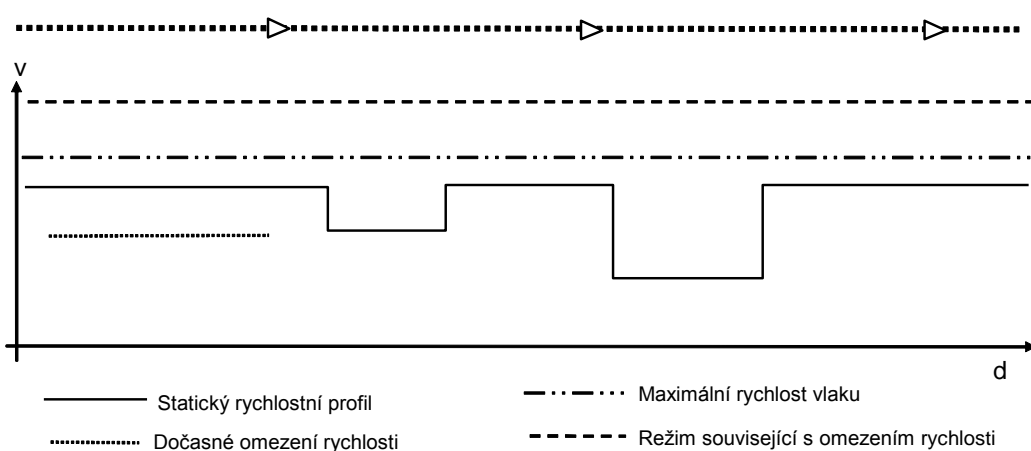 v
d
Statický rychlostní profil
Maximální rychlost vlaku
Dočasné omezení rychlosti
Režim související s omezením rychlosti